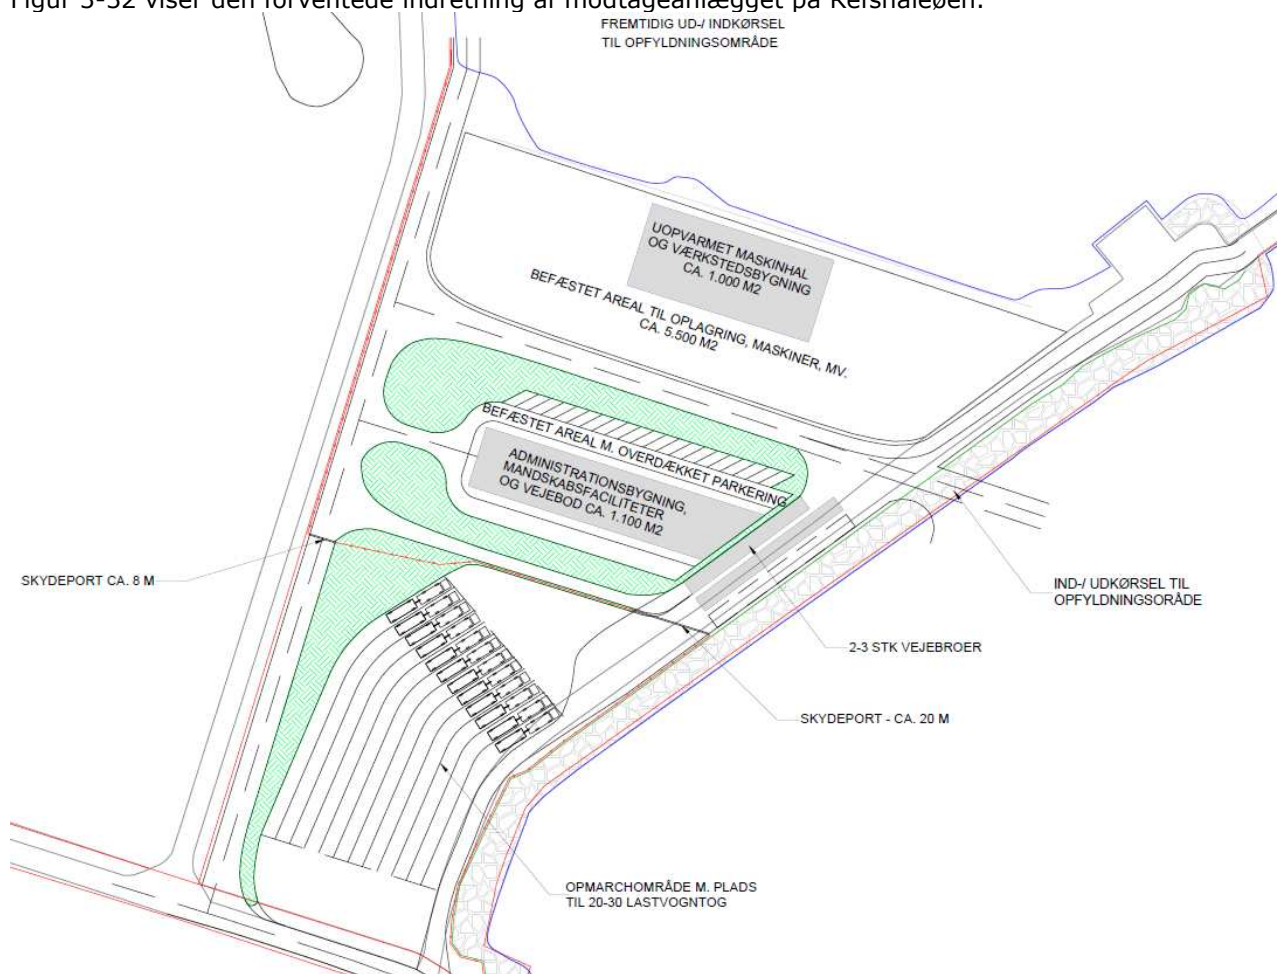 Figur 3-32 viser den forventede indretning af modtageanlægget på Refshaleøen.
FREMTIDIG UD-/ INDKØRSEL
TIL OPFYLDNINGSOMRÅDE
UOPVARMET MASKINHAL
OG VÆRKSTEDSBYGNING
CA. 1.000 M2
BEFÆSTET AREAL TIL OPLAGRING, MASKINER, MV.
CA. 5.500 M2
BEFÆSTET AREAL M. OVERDÆKKET PARKERING
ADMINISTRATIONSBYGNING,
MANDSKABSFACILITETER
OG VEJEBOD CA. 1.100 M2
SKYDEPORT CA. 8 M
IND-/ UDKØRSEL TIL
OPFYLDNINGSORÅDE
2-3 STK VEJEBROER
SKYDEPORT - CA. 20 M
OPMARCHOMRÅDE M. PLADS
TIL 20-30 LASTVOGNTOG